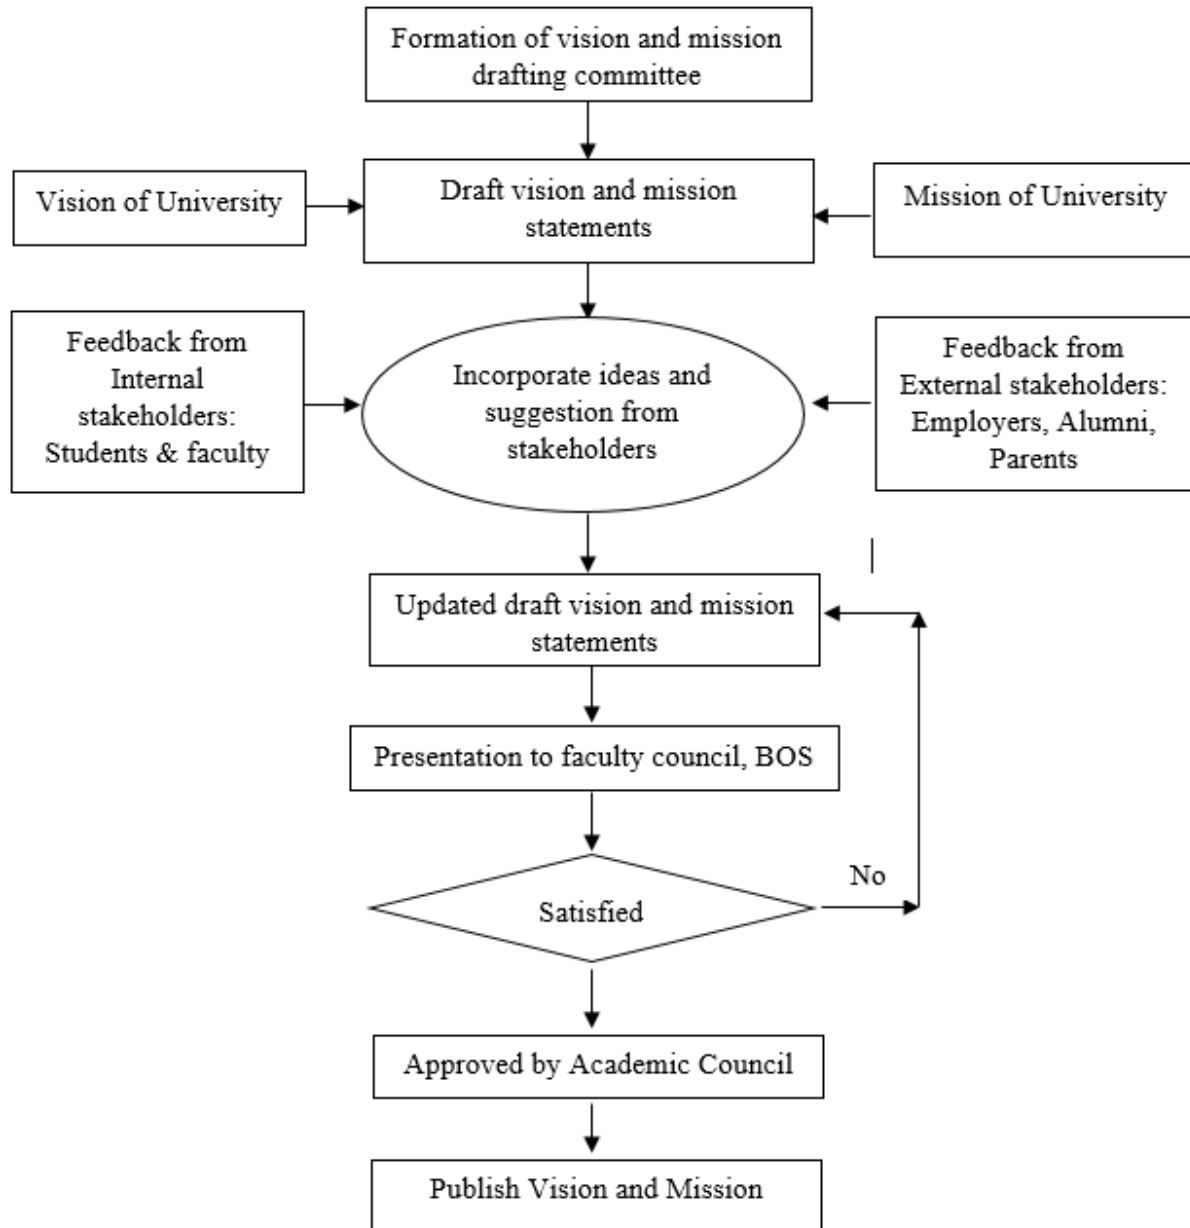 Formation of vision and mission
drafting committee
Vision of University
Draft vision and mission
statements
Mission of University
Feedback from
Internal
stakeholders:
Students & faculty
Incorporate ideas and
suggestion from
stakeholders
Feedback from
External stakeholders:
Employers, Alumni,
Parents
Updated draft vision and mission
statements
Presentation to faculty council, BOS
Satisfied
No
Approved by Academic Council
Publish Vision and Mission